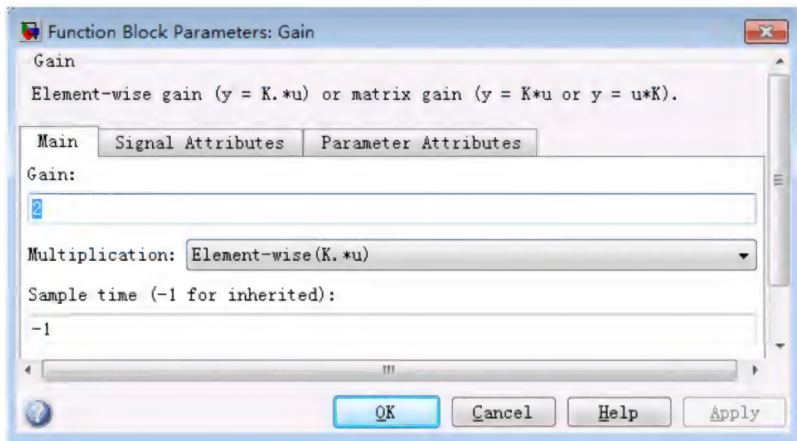 Function Block Parameters: Gain
Gain
Element-wise gain (y = K.*u) or matrix gain (y = K*u or y = u*K).
Main Signal Attributes Parameter Attributes
Gain:
2
Multiplication: Element-wise(K.*u)
Sample time (-1 for inherited):
-1
OK Cancel Help Apply